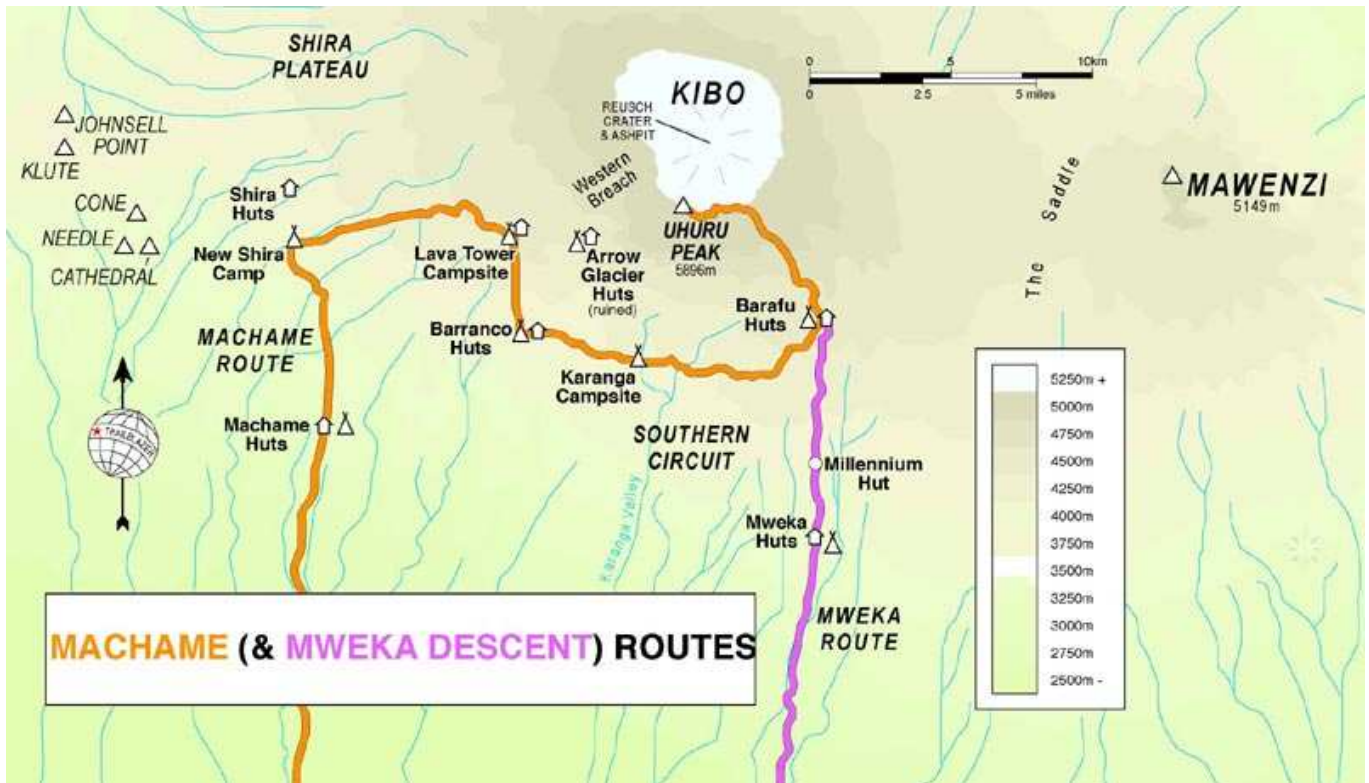 SHIRA
PLATEAU
KIBO
REUSCH
CRATER
& ASHPIT
0 5 10km
0 2.5 5 miles
JOHNSELL
POINT
KLUTE
CONE
NEEDLE
CATHEDRAL
Shira
Huts
New Shira
Camp
Western
Breach
Lava Tower
Campsite
Arrow
Glacier
Huts
(ruined)
UHURU
PEAK
5896m
The Saddle
MAWENZI
5149m
MACHAME
ROUTE
Barranco
Huts
Barafu
Huts
Karanga
Campsite
Machame
Huts
TRAILBLAZER
SOUTHERN
CIRCUIT
Karanga Valley
Millennium
Hut
Mweka
Huts
MWEKA
ROUTE
5250m +
5000m
4750m
4500m
4250m
4000m
3750m
3500m
3250m
3000m
2750m
2500m -
MACHAME (& MWEKA DESCENT) ROUTES